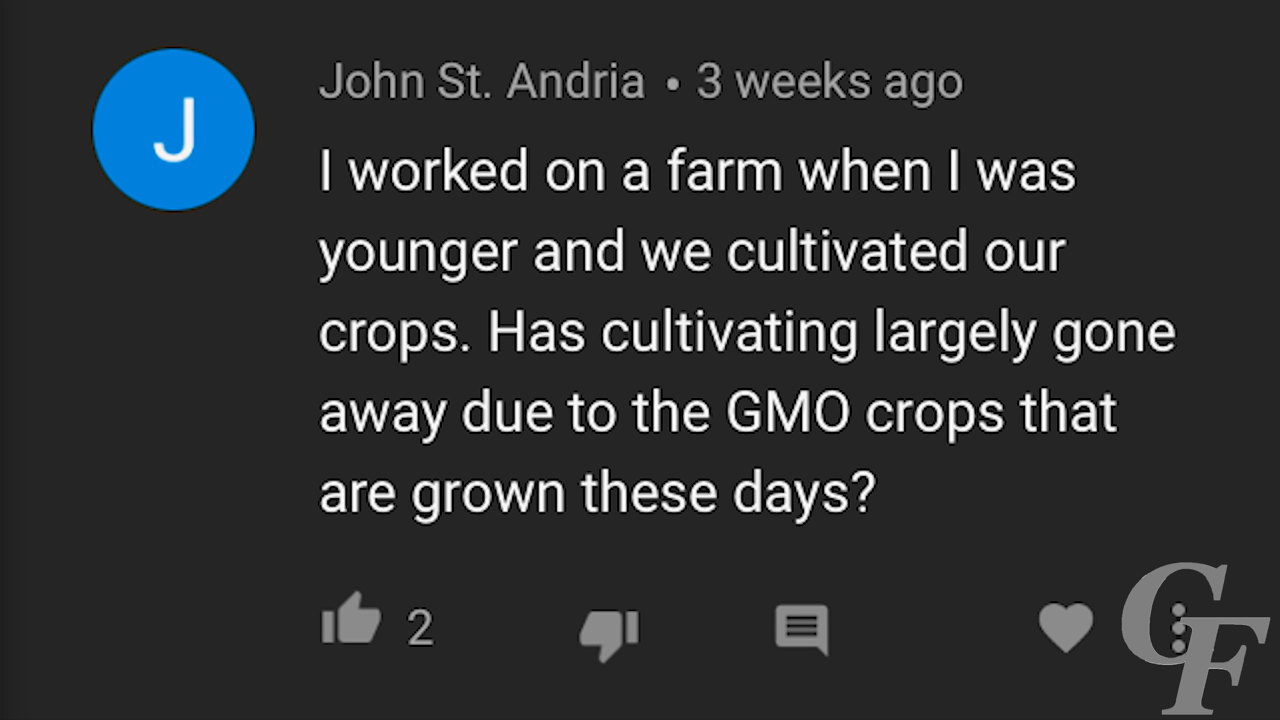 J
John St. Andria • 3 weeks ago
I worked on a farm when I was
younger and we cultivated our
crops. Has cultivating largely gone
away due to the GMO crops that
are grown these days?
2
GF